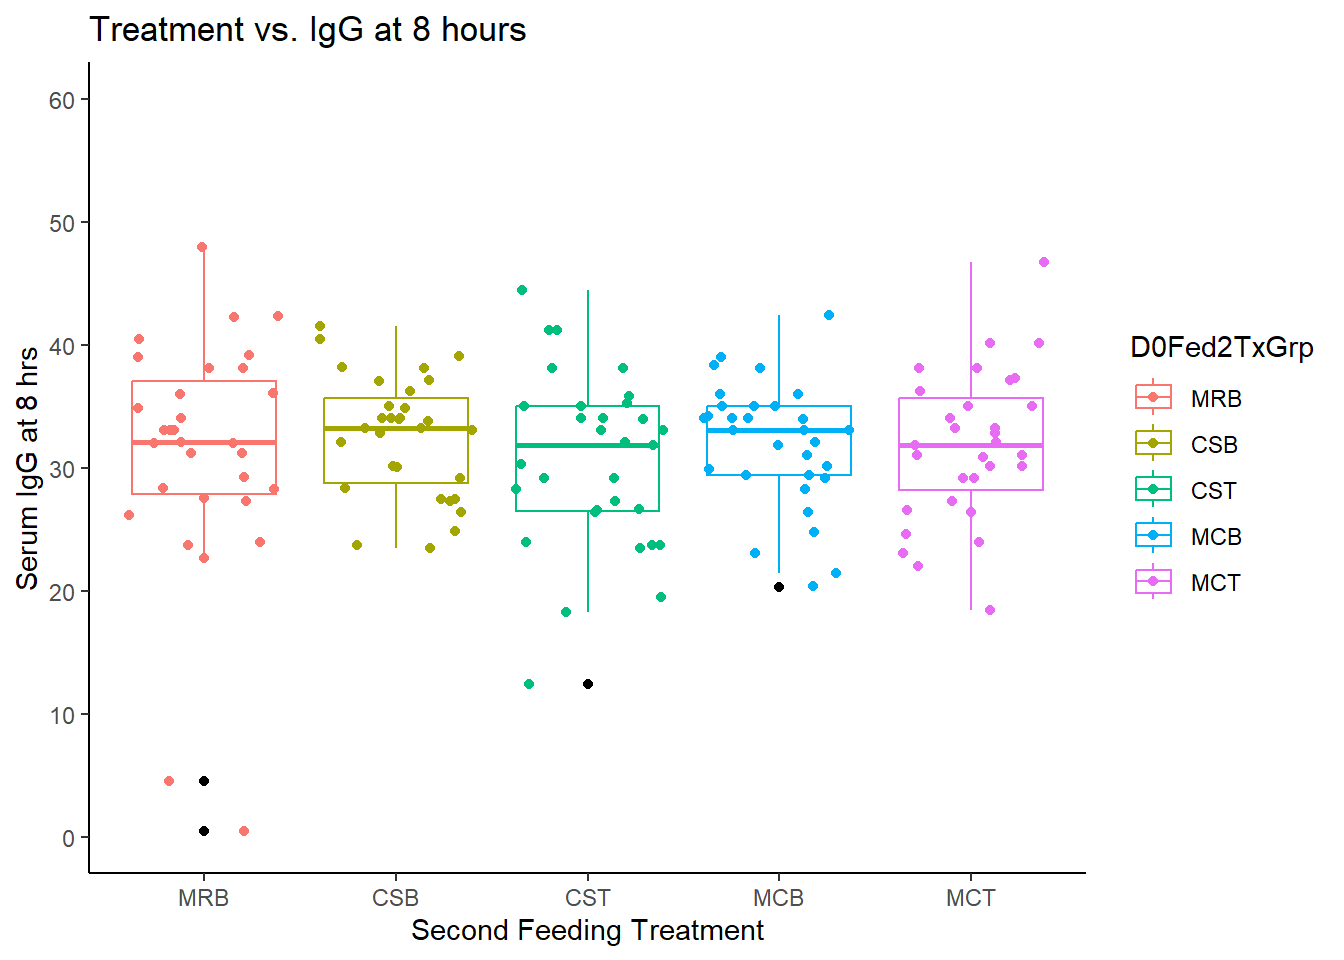 Treatment vs. IgG at 8 hours
Serum IgG at 8 hrs
60
50
40
30
20
10
0
MRB CSB CST MCB MCT
Second Feeding Treatment
D0Fed2TxGrp
MRB
CSB
CST
MCB
MCT